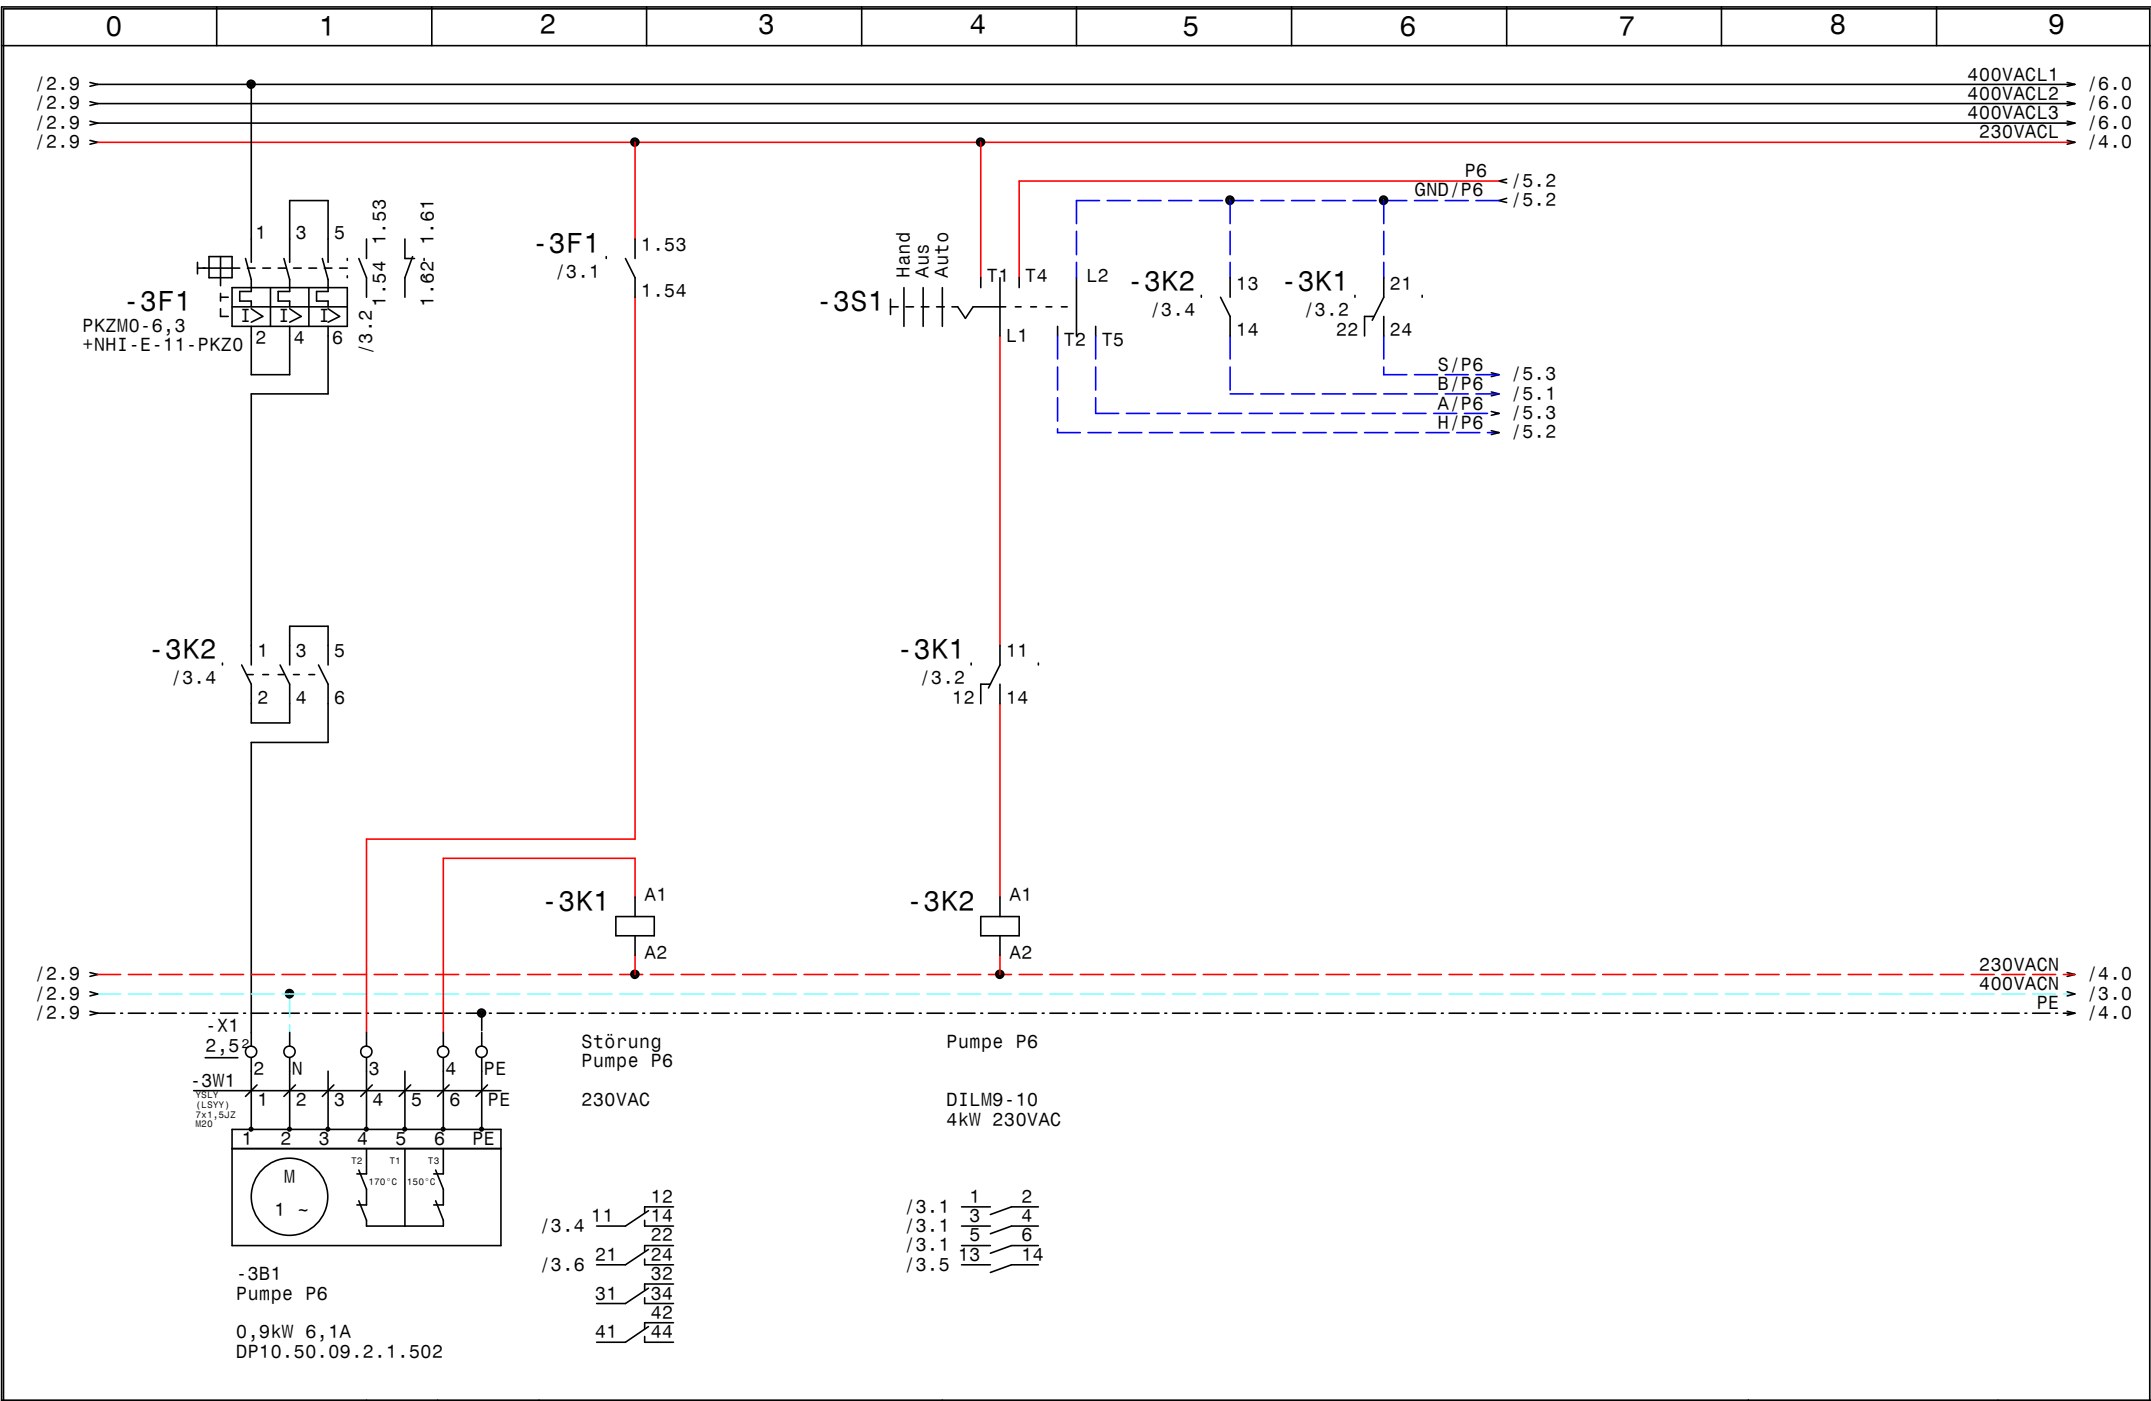 0 1 2 3 4 5 6 7 8 9
/2.9 400VACL1 /6.0
/2.9 400VACL2 /6.0
/2.9 400VACL3 /6.0
/2.9 230VACL /4.0
P6 /5.2
GND/P6 /5.2
1 3 5 1.53 1.61
1.54 1.62
-3F1
PKZM0-6,3
+NHI-E-11-PKZ0
I> I> I>
2 4 6 /3.2
-3F1 1.53
/3.1
1.54
Hand
Aus
Auto
T1 T4 L2
-3S1
L1 T2 T5
-3K2 13
/3.4
14
-3K1 21
/3.2
22 24
S/P6 /5.3
B/P6 /5.1
A/P6 /5.3
H/P6 /5.2
-3K2 1 3 5
/3.4
2 4 6
-3K1 11
/3.2
12 14
-3K1 A1
A2
-3K2 A1
A2
/2.9 230VACN /4.0
/2.9 400VACN /3.0
/2.9 PE /4.0
-X1
2,5²
2 N 3 4 PE
-3W1
YSLY
(LSYY)
7x1,5JZ
M20
1 2 3 4 5 6 PE
1 2 3 4 5 6 PE
M
1 ~
T2 T1 T3
170°C 150°C
Störung
Pumpe P6
230VAC
Pumpe P6
DILM9-10
4kW 230VAC
12
/3.4 11 14
22
/3.6 21 24
32
31 34
42
41 44
/3.1 1 2
/3.1 3 4
/3.1 5 6
/3.5 13 14
-3B1
Pumpe P6
0,9kW 6,1A
DP10.50.09.2.1.502